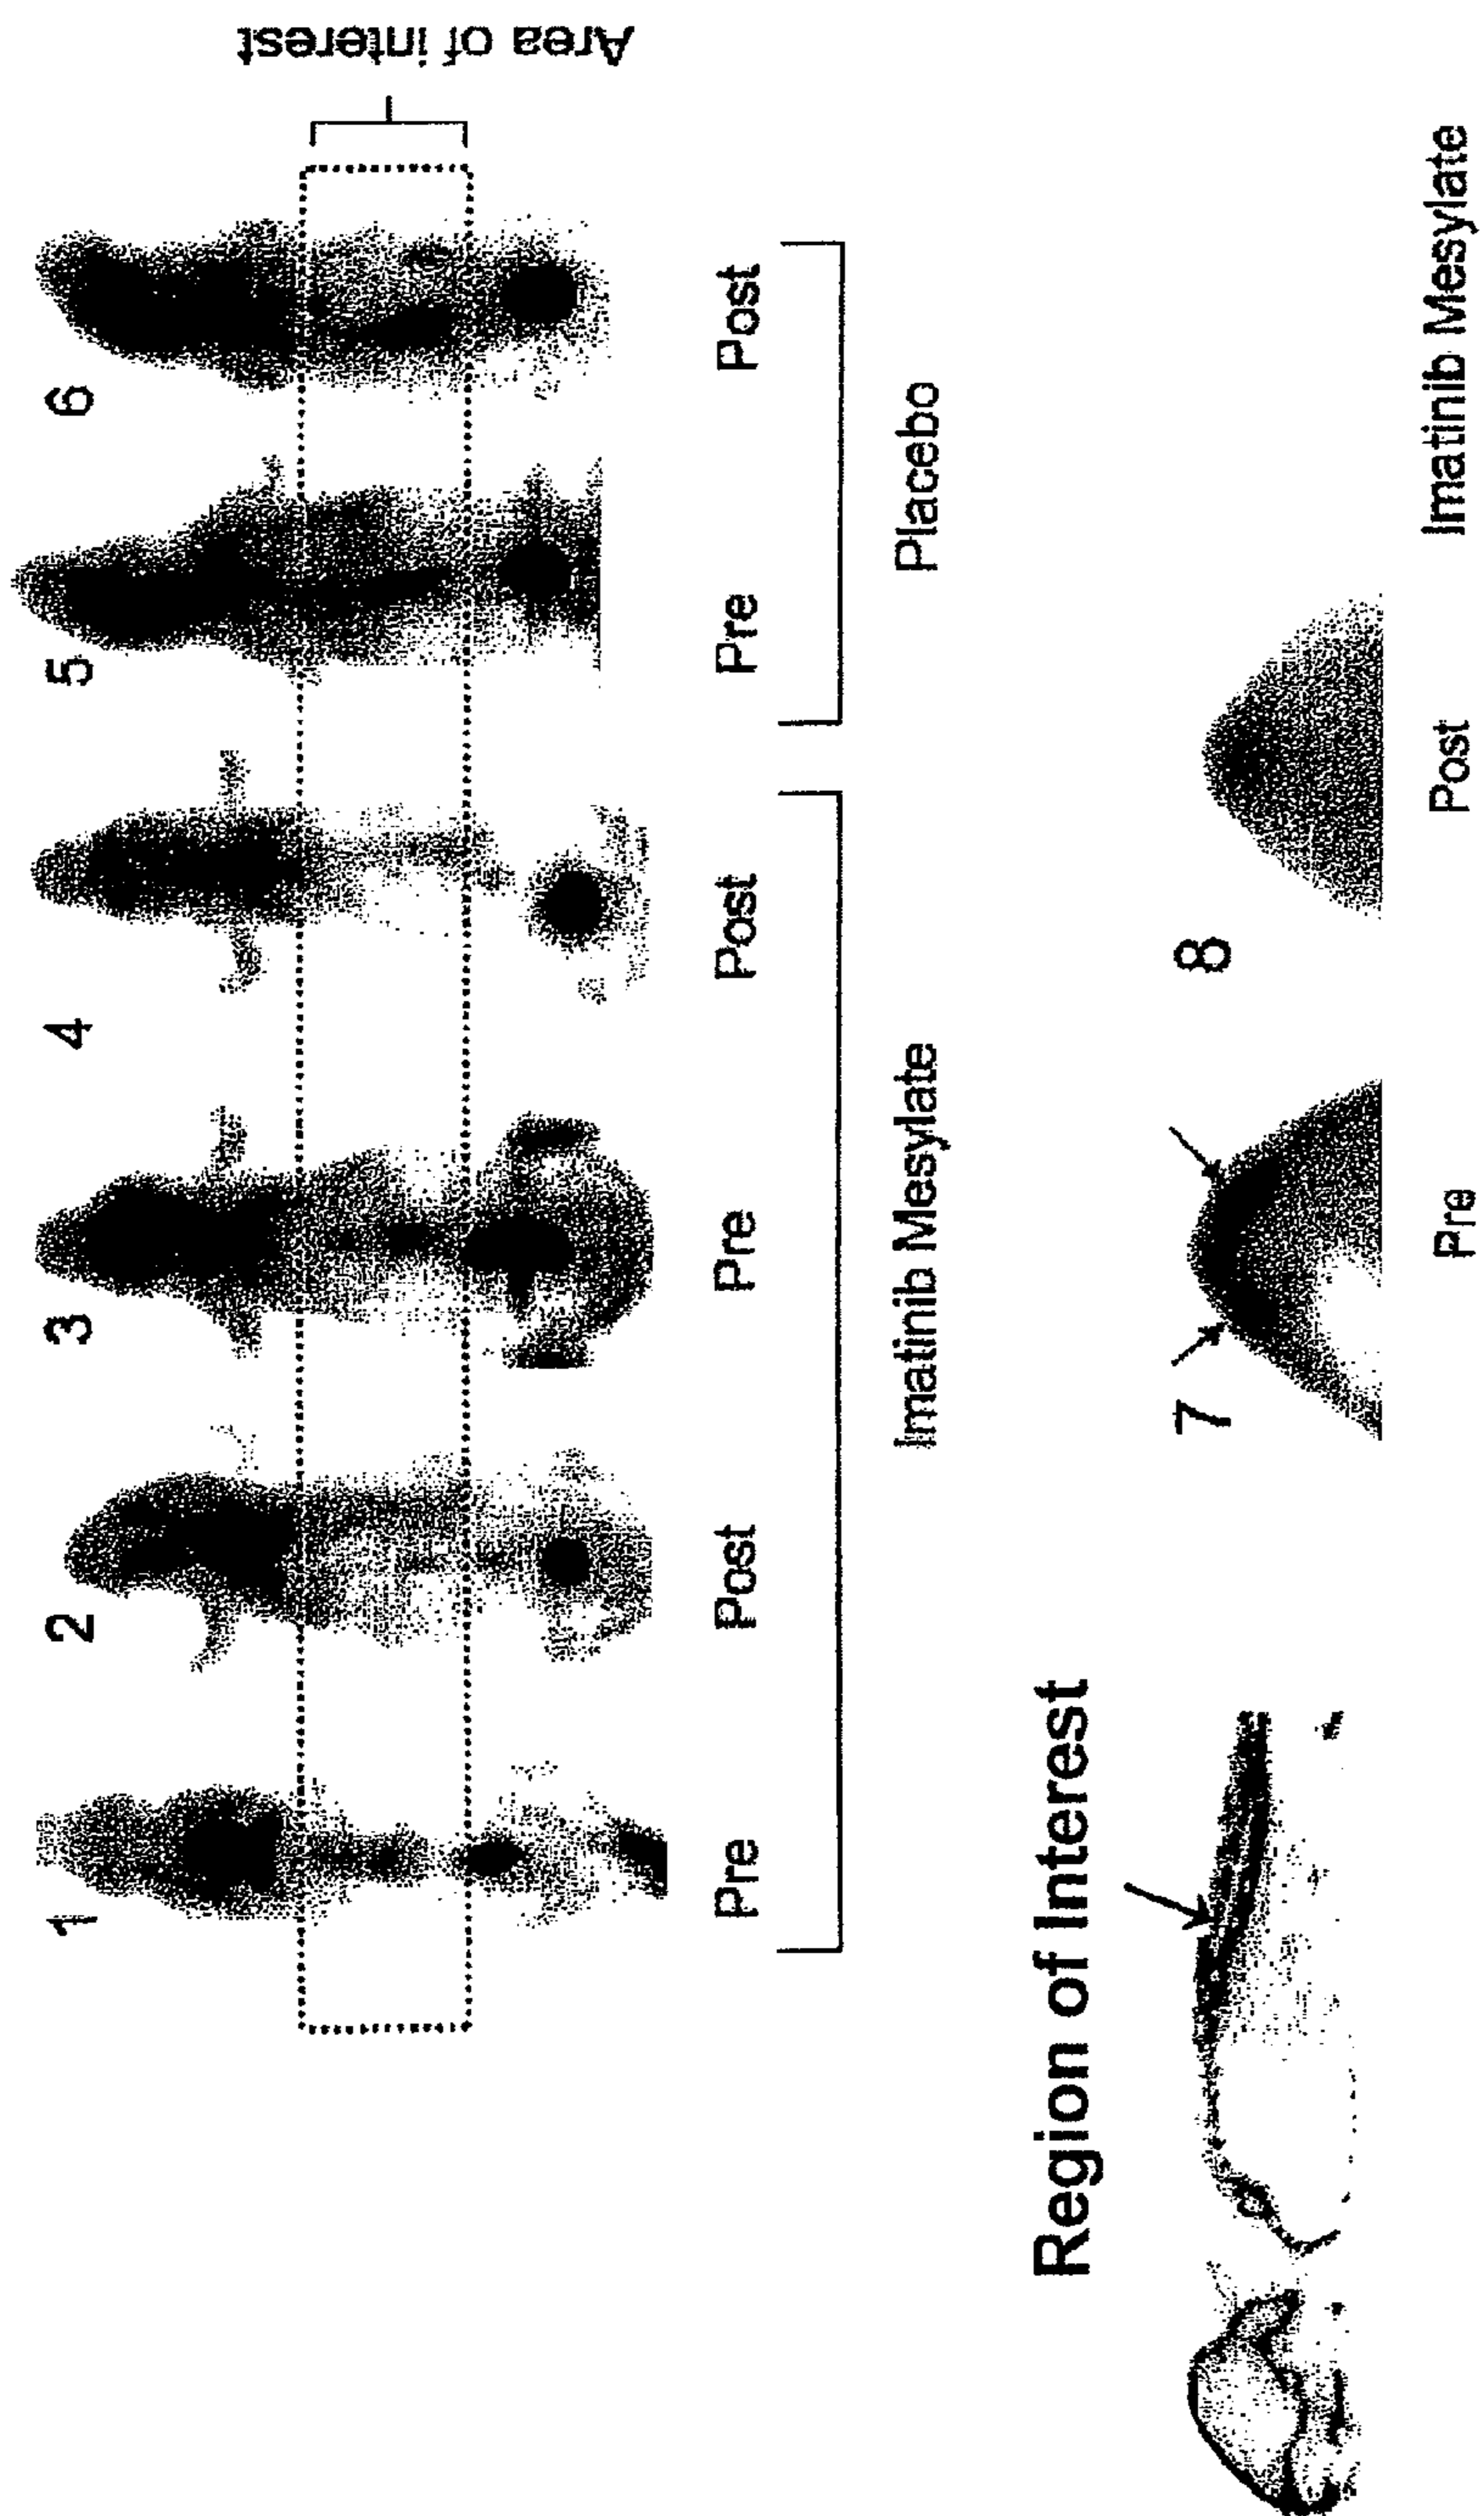 Area of interest
1
2
3
4
5
6
Pre
Post
Pre
Post
Pre
Post
Imatinib Mesylate
Placebo
Region of Interest
7
8
Pre
Post
Imatinib Mesylate